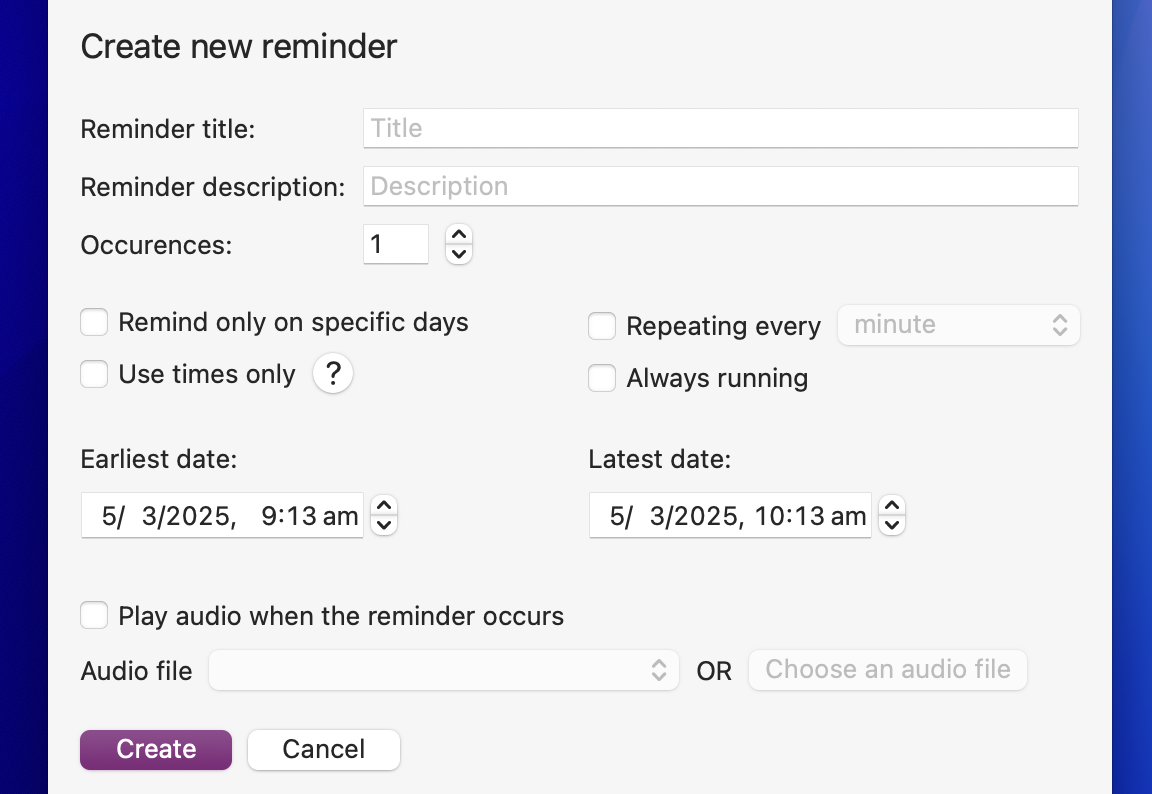 Create new reminder
Reminder title: Title
Reminder description: Description
Occurences: 1
Remind only on specific days
Repeating every minute
Use times only ?
Always running
Earliest date:
Latest date:
5/ 3/2025, 9:13 am
5/ 3/2025, 10:13 am
Play audio when the reminder occurs
Audio file OR Choose an audio file
Create Cancel